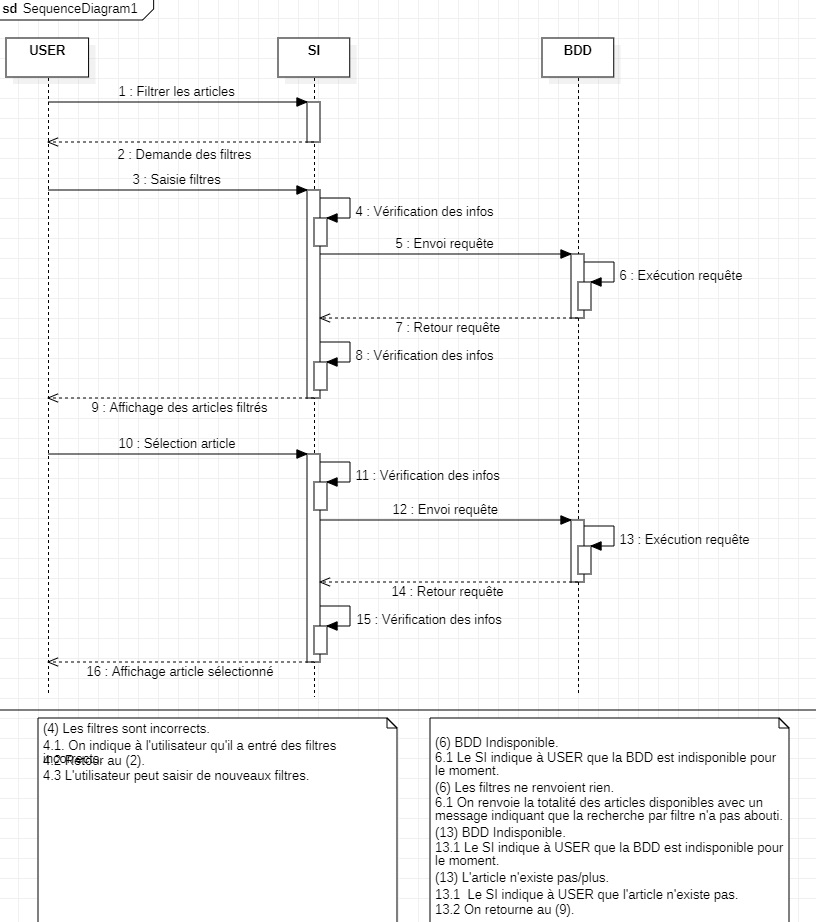 sd SequenceDiagram1
USER
SI
BDD
1 : Filtrer les articles
2 : Demande des filtres
3 : Saisie filtres
4 : Vérification des infos
5 : Envoi requête
6 : Exécution requête
7 : Retour requête
8 : Vérification des infos
9 : Affichage des articles filtrés
10 : Sélection article
11 : Vérification des infos
12 : Envoi requête
13 : Exécution requête
14 : Retour requête
15 : Vérification des infos
16 : Affichage article sélectionné
(4) Les filtres sont incorrects.
4.1. On indique à l'utilisateur qu'il a entré des filtres
incorrects.
4.2 Retour au (2).
4.3 L'utilisateur peut saisir de nouveaux filtres.
(6) BDD Indisponible.
6.1 Le SI indique à USER que la BDD est indisponible pour
le moment.
(6) Les filtres ne renvoient rien.
6.1 On renvoie la totalité des articles disponibles avec un
message indiquant que la recherche par filtre n'a pas abouti.
(13) BDD Indisponible.
13.1 Le SI indique à USER que la BDD est indisponible pour
le moment.
(13) L'article n'existe pas/plus.
13.1  Le SI indique à USER que l'article n'existe pas.
13.2 On retourne au (9).